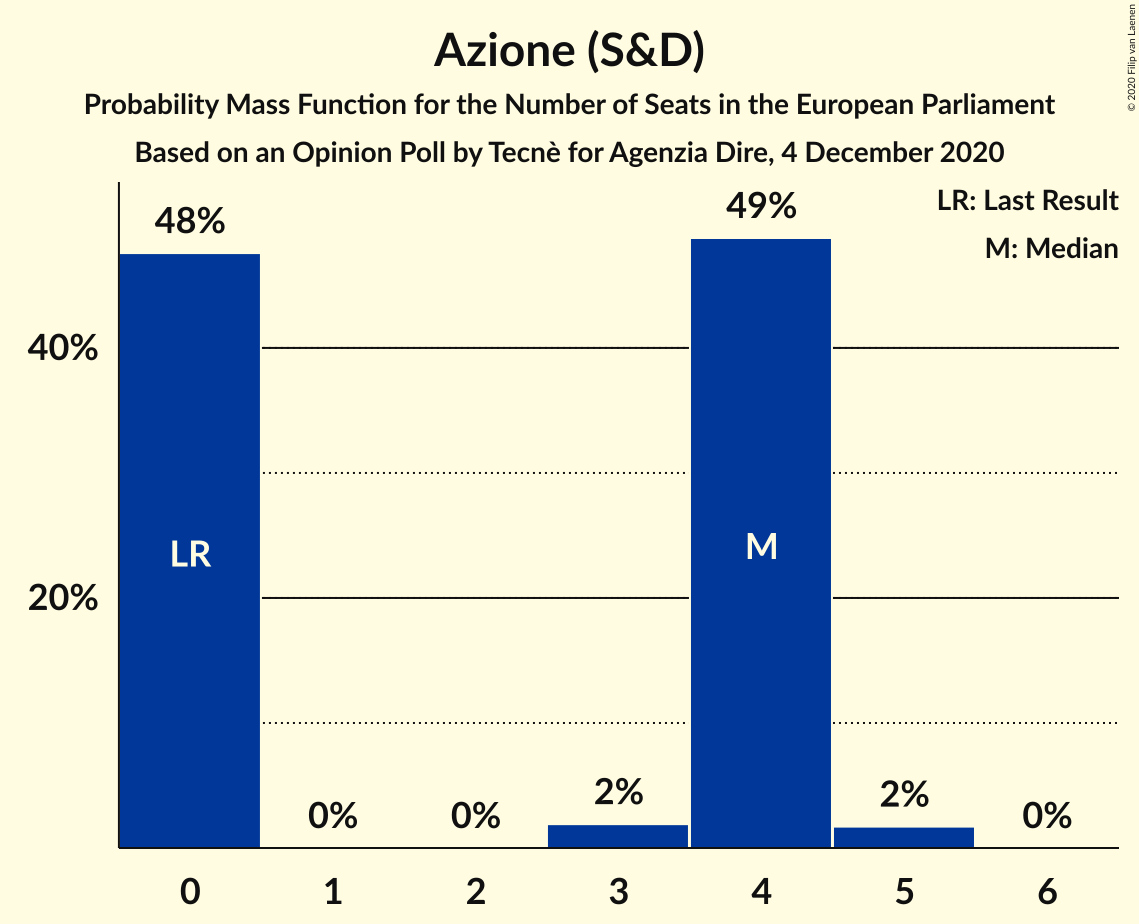 Azione (S&D)
Probability Mass Function for the Number of Seats in the European Parliament
Based on an Opinion Poll by Tecnè for Agenzia Dire, 4 December 2020
© 2020 Filip van Laenen
LR: Last Result
M: Median
48%
0%
0%
2%
49%
2%
0%
40%
20%
LR
M
0 1 2 3 4 5 6